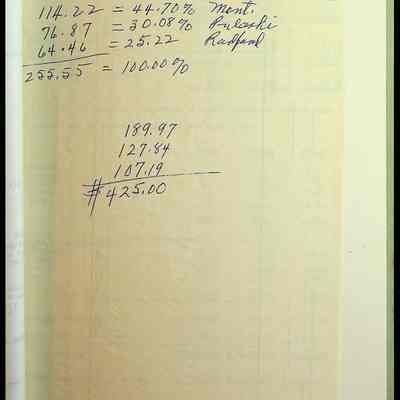 114.22 = 44.70% Mont.
76.87 = 30.08% Pulaski
64.46 = 25.22 Radford
255.55 = 100.00%
189.97
127.84
107.19
#425.00